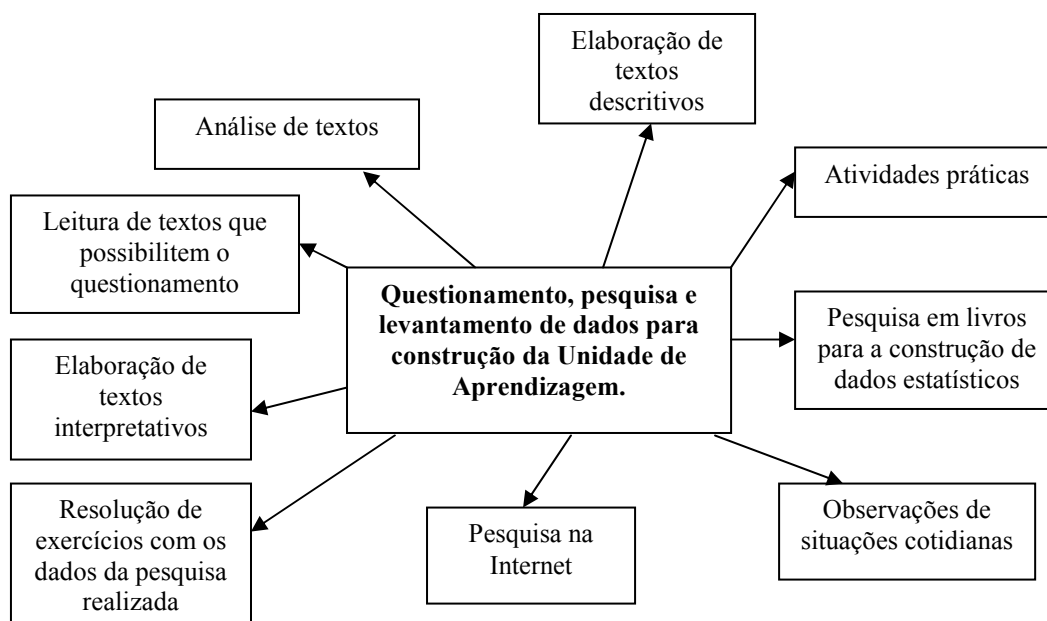 Elaboração de
textos
descritivos
Análise de textos
Atividades práticas
Leitura de textos que
possibilitem o
questionamento
Questionamento, pesquisa e
levantamento de dados para
construção da Unidade de
Aprendizagem.
Pesquisa em livros
para a construção de
dados estatísticos
Elaboração de
textos
interpretativos
Resolução de
exercícios com os
dados da pesquisa
realizada
Pesquisa na
Internet
Observações de
situações cotidianas